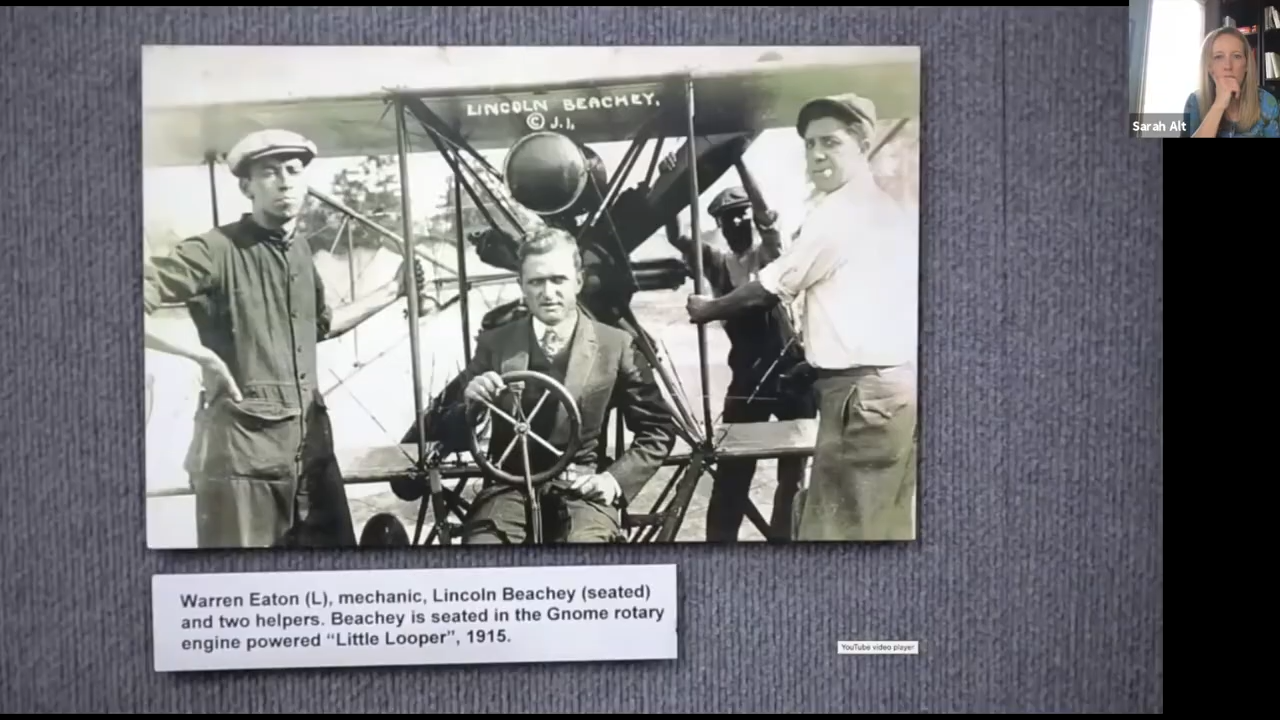 Sarah Alt
LINCOLN BEACHEY,
© J.I,
Warren Eaton (L), mechanic, Lincoln Beachey (seated)
and two helpers. Beachey is seated in the Gnome rotary
engine powered “Little Looper”, 1915.
YouTube video player